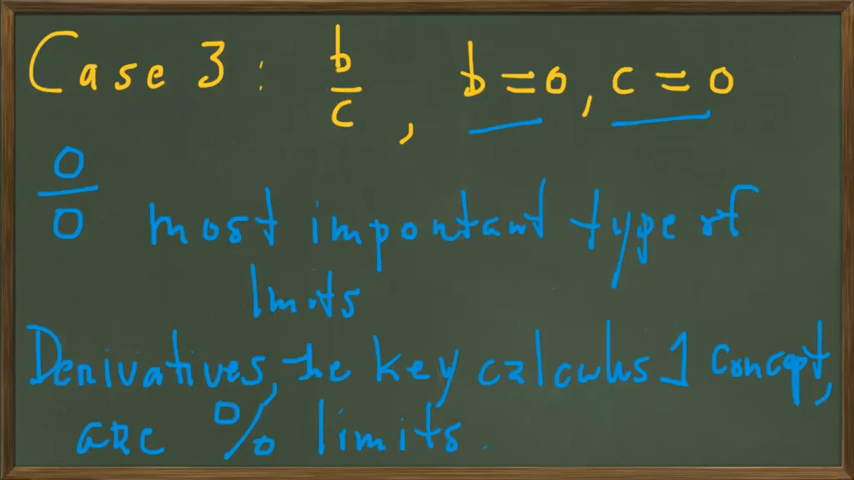 Case 3: b/c, b=0, c=0
0/0 most important type of
limits
Derivatives, the key calculus 1 concept,
are 0/0 limits.